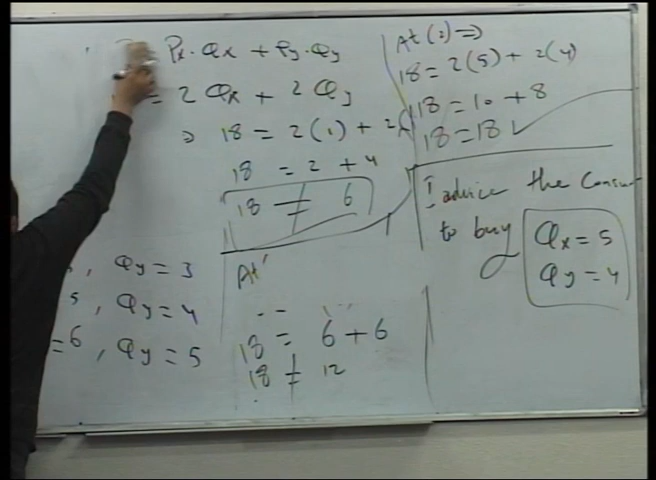 Px · Qx + Py · Qy
= 2 Qx + 2 Qy
⇒ 18 = 2(1) + 2(
18 = 2 + 4
18 ≠ 6
, Qy = 3
5, Qy = 4
= 6, Qy = 5
At
18 = 6 + 6
18 ≠ 12
At (2) ⇒
18 = 2(5) + 2(4)
18 = 10 + 8
18 = 18 ✓
I advice the
to buy
Qx = 5
Qy = 4